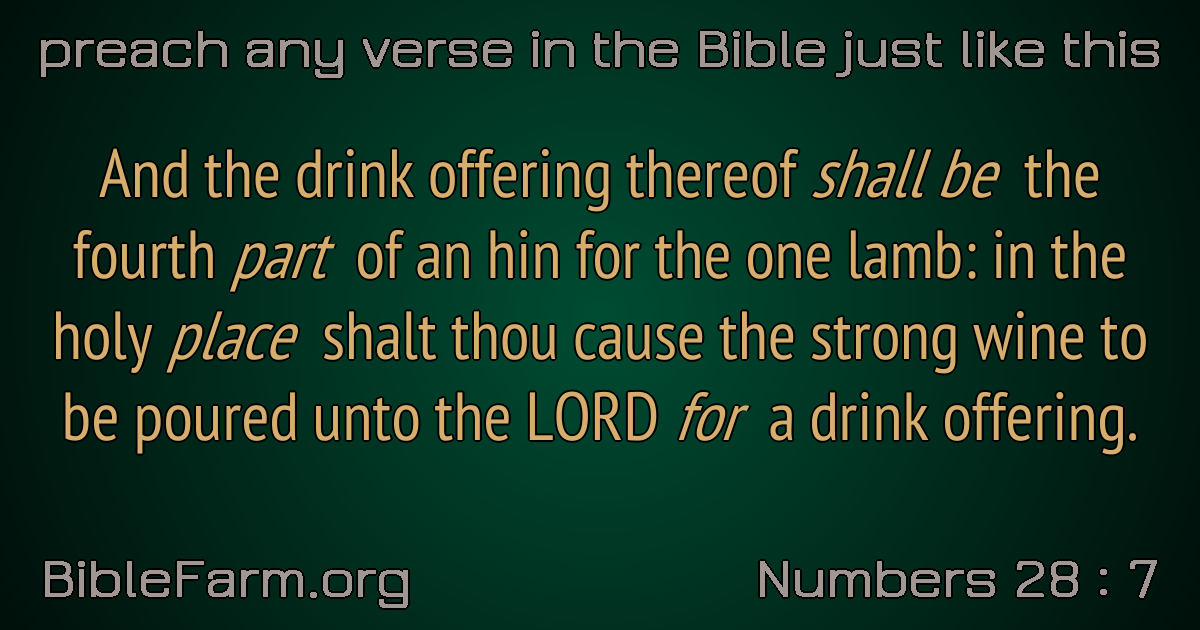 preach any verse in the Bible just like this
And the drink offering thereof shall be the
fourth part of an hin for the one lamb: in the
holy place shalt thou cause the strong wine to
be poured unto the LORD for a drink offering.
BibleFarm.org
Numbers 28 : 7